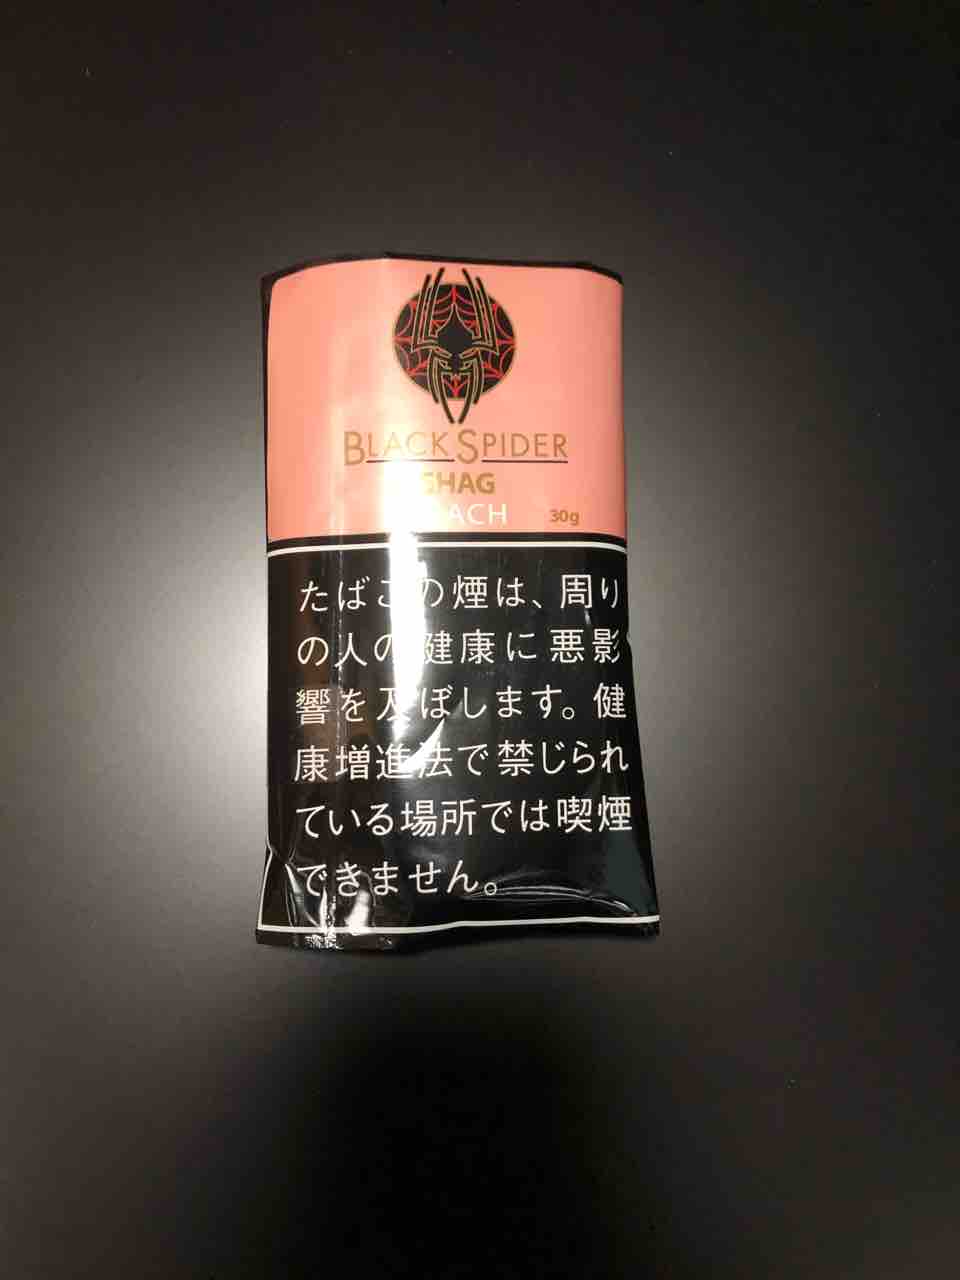 BLACK SPIDER
SHAG
PEACH 30g
たばこの煙は、周り
の人の健康に悪影
響を及ぼします。健
康増進法で禁じられ
ている場所では喫煙
できません。